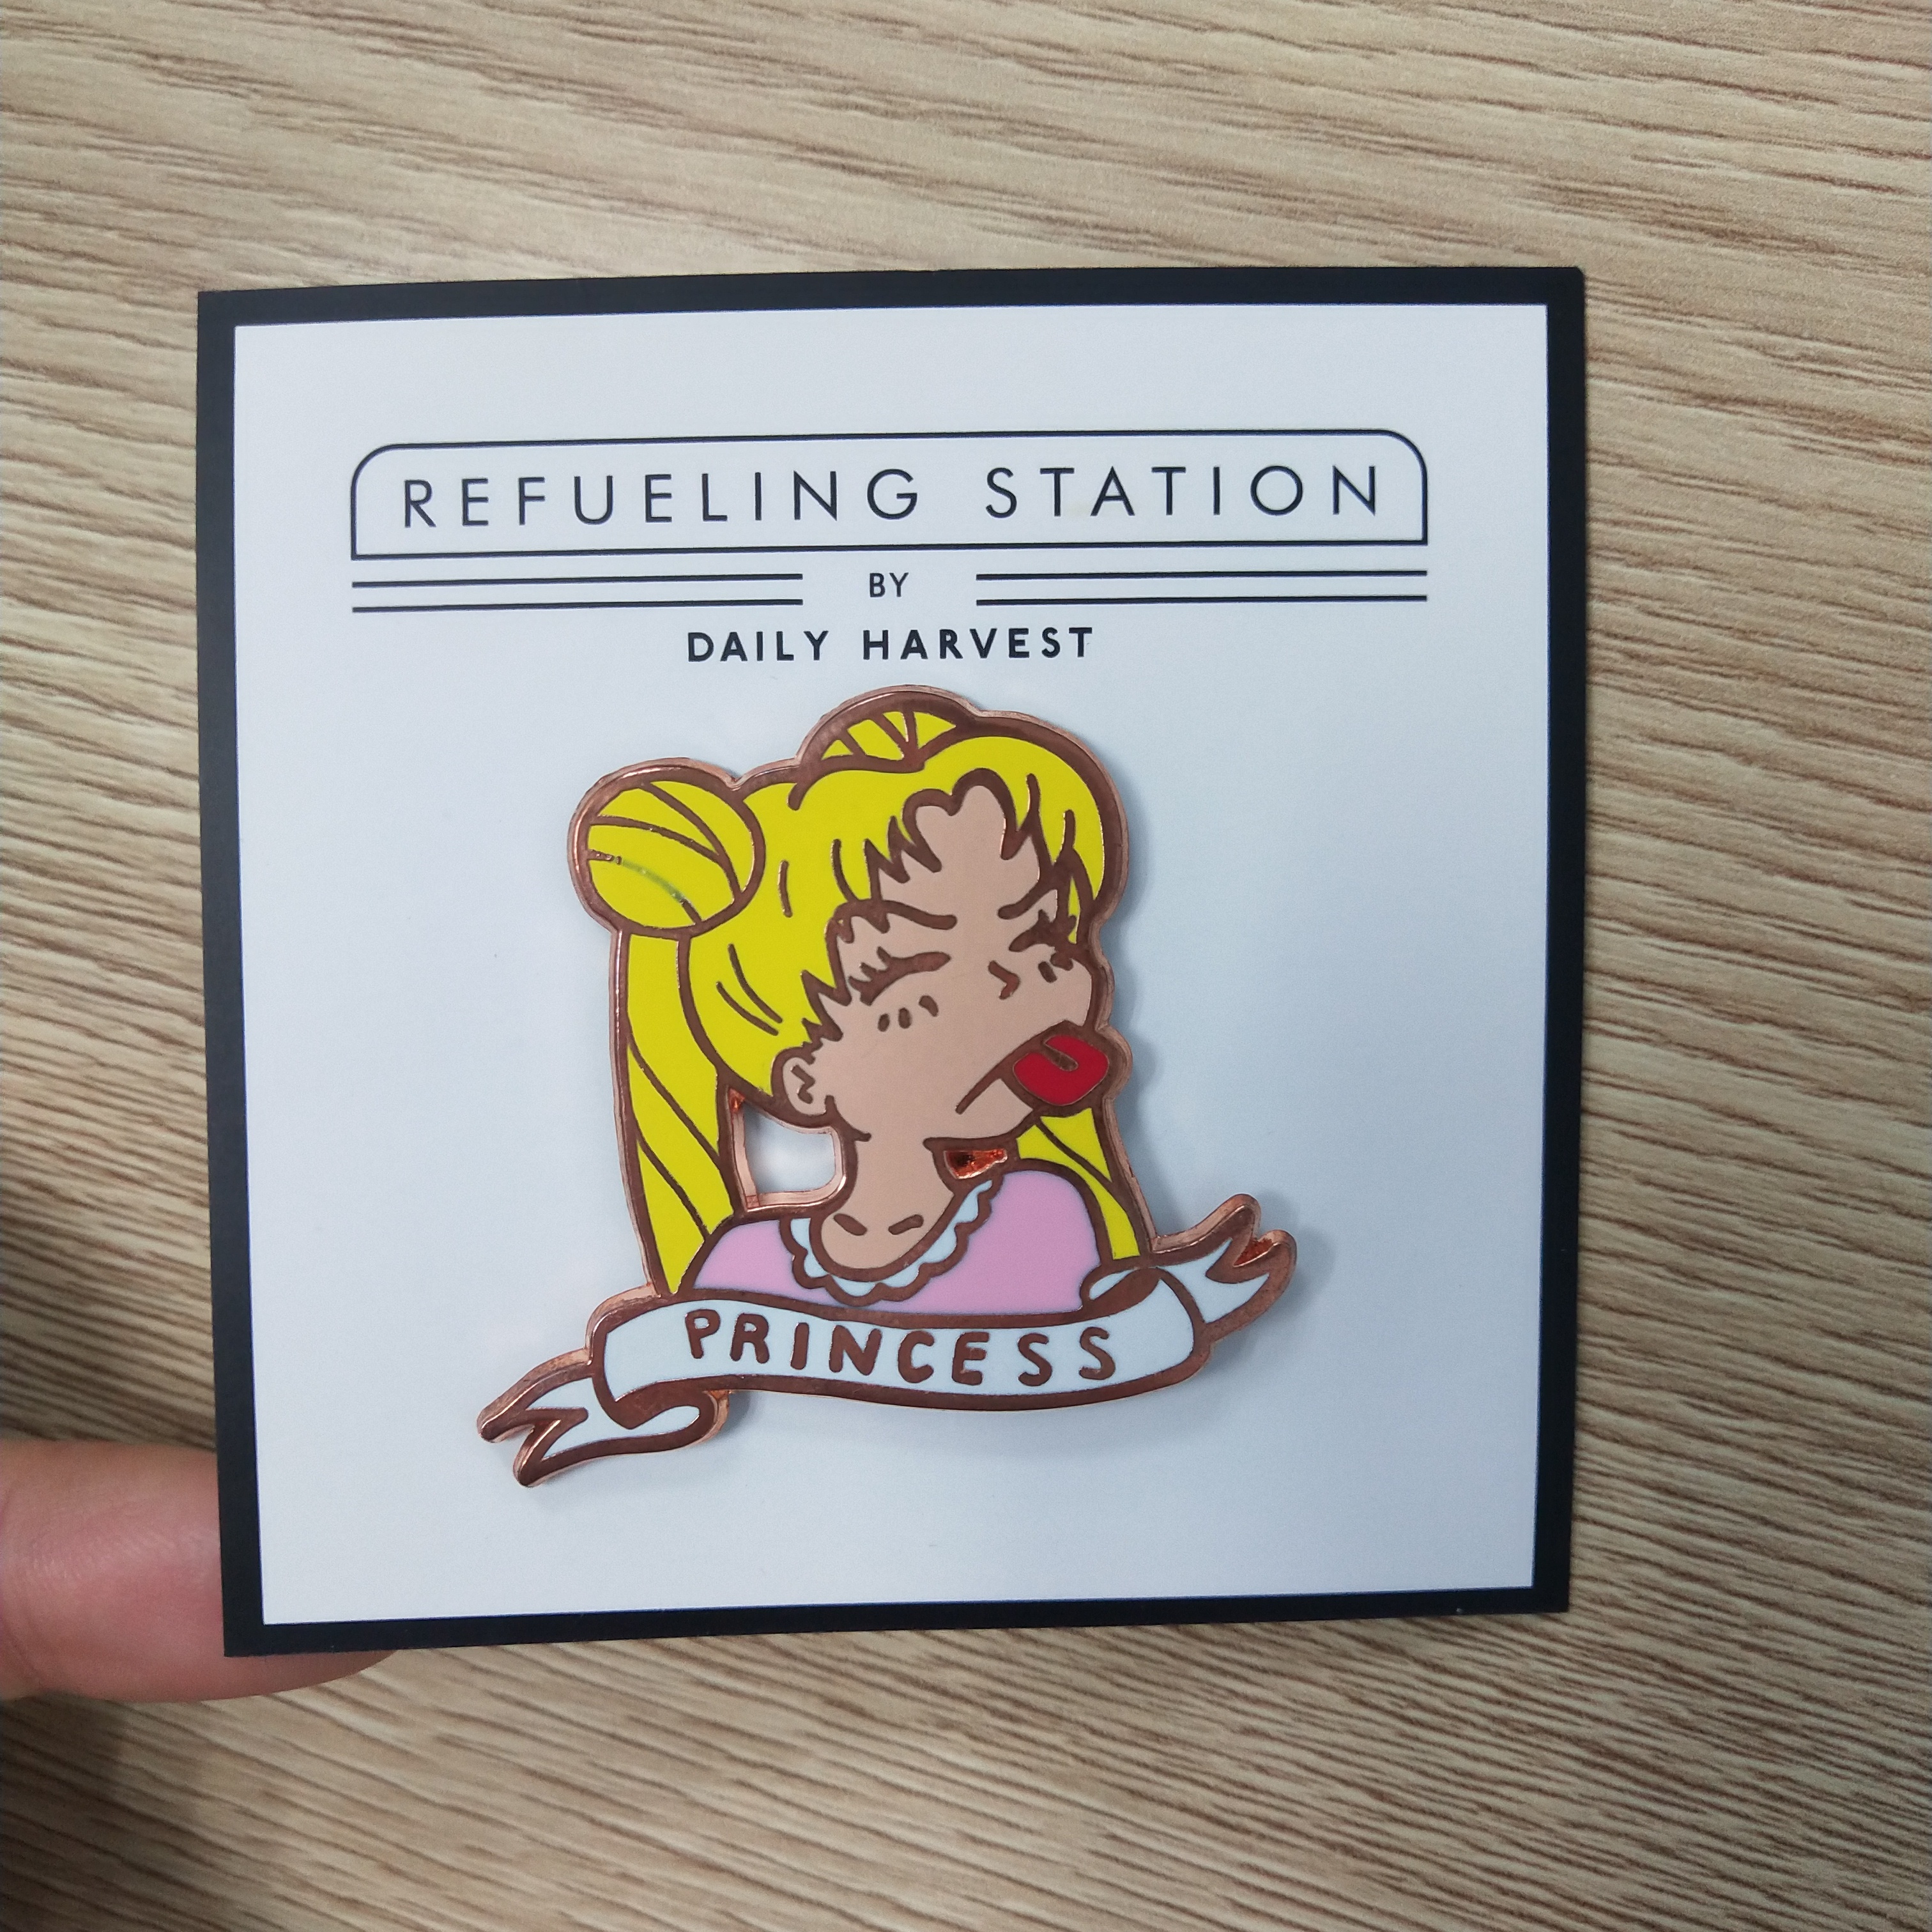 REFUELING STATION
BY
DAILY HARVEST
PRINCESS